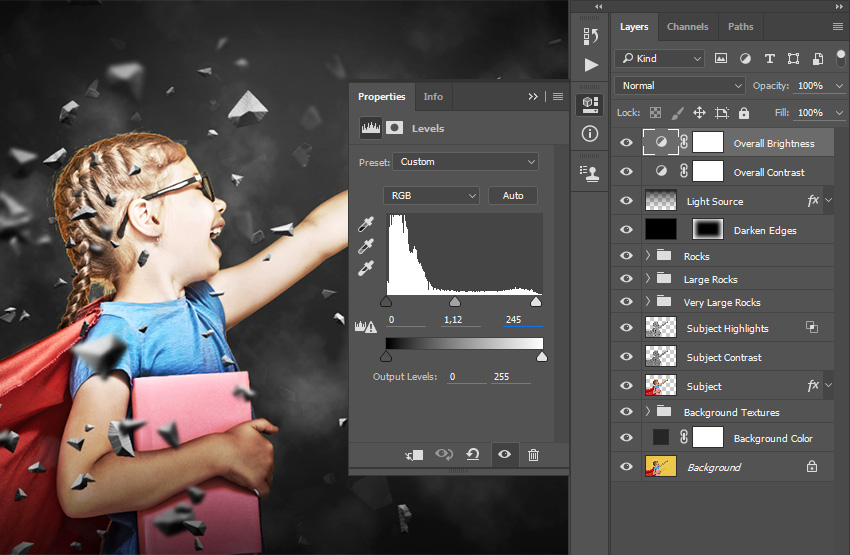 Properties
Info
Levels
Preset:
Custom
RGB
Auto
0
1,12
245
Output Levels:
0
255
Layers
Channels
Paths
Kind
Normal
Opacity:
100%
Lock:
Fill:
100%
Overall Brightness
Overall Contrast
Light Source
fx
Darken Edges
Rocks
Large Rocks
Very Large Rocks
Subject Highlights
Subject Contrast
Subject
fx
Background Textures
Background Color
Background